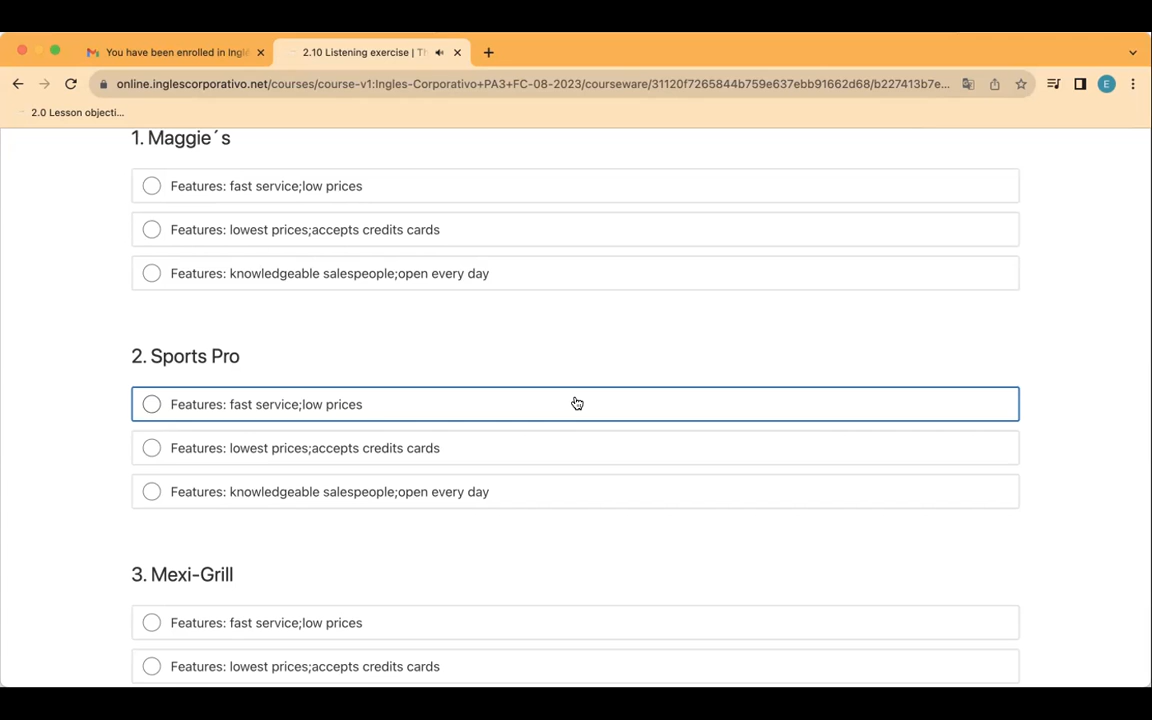 You have been enrolled in Ingl
2.10 Listening exercise | Th
online.inglescorporativo.net/courses/course-v1:Ingles-Corporativo+PA3+FC-08-2023/courseware/31120f7265844b759e637ebb91662d68/b227413b7e...
E
2.0 Lesson objecti...
1. Maggie´s
Features: fast service;low prices
Features: lowest prices;accepts credits cards
Features: knowledgeable salespeople;open every day
2. Sports Pro
Features: fast service;low prices
Features: lowest prices;accepts credits cards
Features: knowledgeable salespeople;open every day
3. Mexi-Grill
Features: fast service;low prices
Features: lowest prices;accepts credits cards